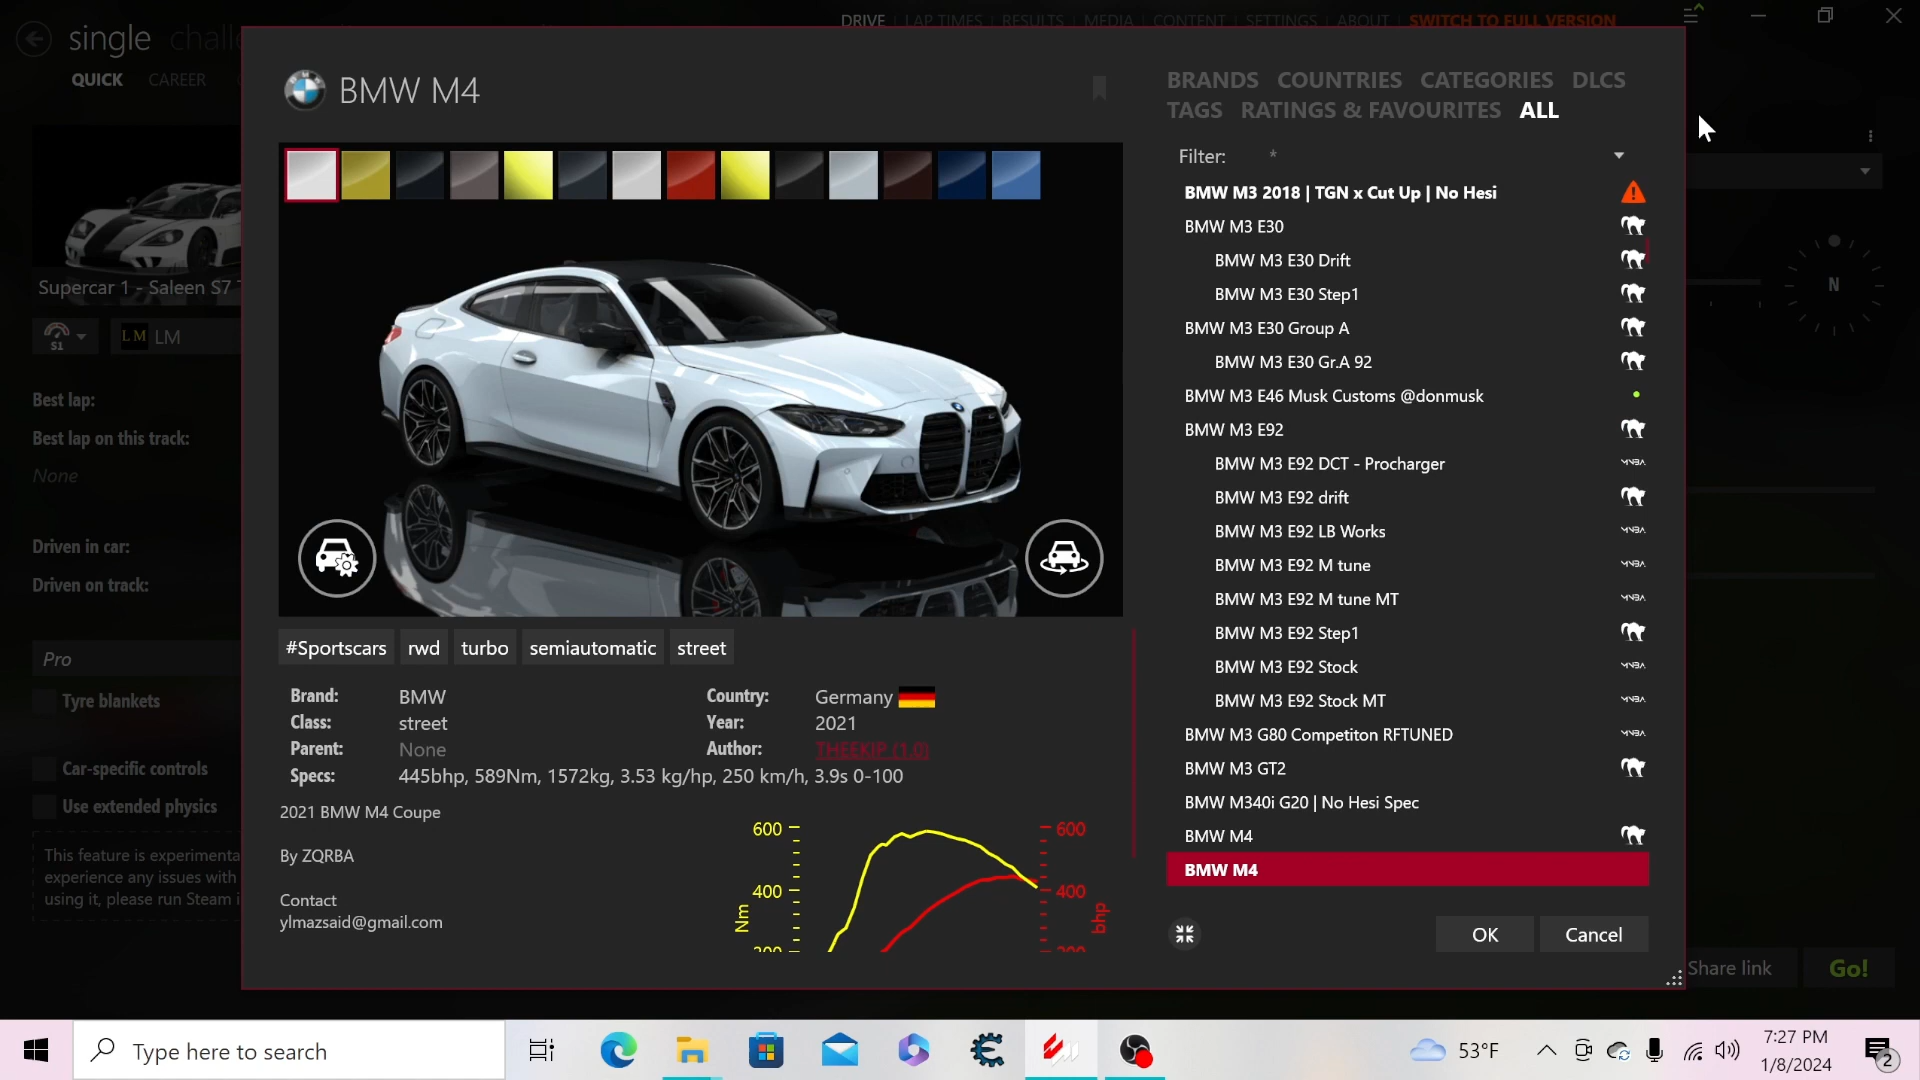 single challe
DRIVE LAP TIMES RESULTS MEDIA CONTENT SETTINGS ABOUT SWITCH TO FULL VERSION
QUICK CAREER
BMW M4
BRANDS COUNTRIES CATEGORIES DLCS
TAGS RATINGS & FAVOURITES ALL
Filter: *
BMW M3 2018 | TGN x Cut Up | No Hesi
BMW M3 E30
BMW M3 E30 Drift
BMW M3 E30 Step1
BMW M3 E30 Group A
BMW M3 E30 Gr.A 92
BMW M3 E46 Musk Customs @donmusk
BMW M3 E92
BMW M3 E92 DCT - Procharger
BMW M3 E92 drift
BMW M3 E92 LB Works
BMW M3 E92 M tune
BMW M3 E92 M tune MT
BMW M3 E92 Step1
BMW M3 E92 Stock
BMW M3 E92 Stock MT
BMW M3 G80 Competiton RFTUNED
BMW M3 GT2
BMW M340i G20 | No Hesi Spec
BMW M4
BMW M4
OK Cancel
Supercar 1 - Saleen S7
S1 LM LM
Best lap:
Best lap on this track:
None
Driven in car:
Driven on track:
Pro
Tyre blankets
Car-specific controls
Use extended physics
This feature is experimenta
experience any issues with
using it, please run Steam i
#Sportscars rwd turbo semiautomatic street
Brand: BMW
Class: street
Parent: None
Specs: 445bhp, 589Nm, 1572kg, 3.53 kg/hp, 250 km/h, 3.9s 0-100
Country: Germany
Year: 2021
Author: THEEKIP (1.0)
2021 BMW M4 Coupe
By ZQRBA
Contact
ylmazsaid@gmail.com
600 600
400 400
Nm bhp
200 200
N
Share link Go!
Type here to search
53°F
7:27 PM
1/8/2024
2